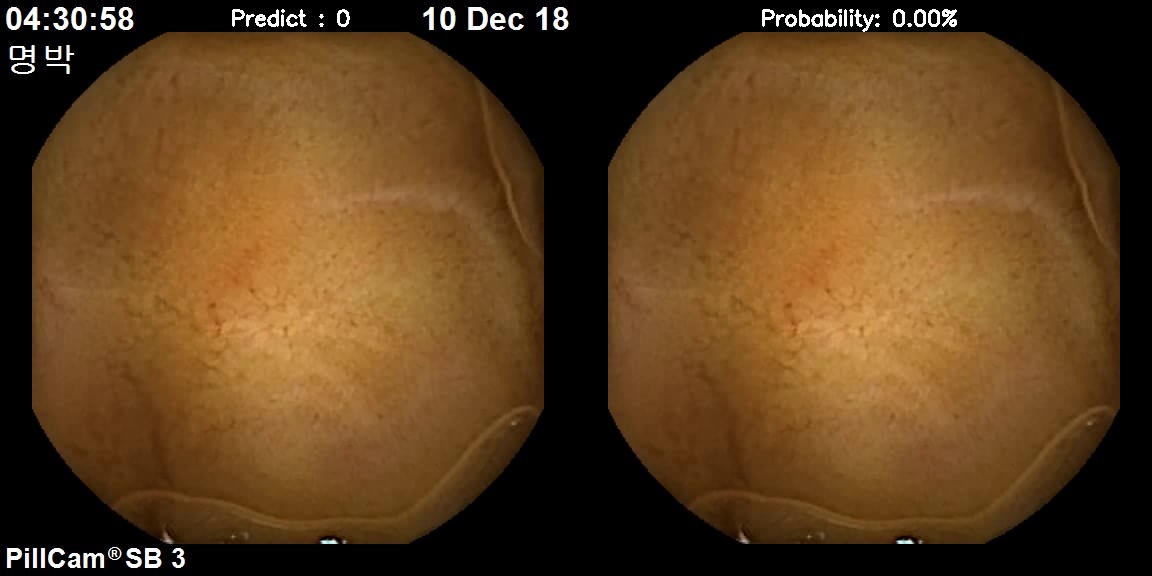 04:30:58
Predict : 0
10 Dec 18
Probability: 0.00%
명박
PillCam® SB 3